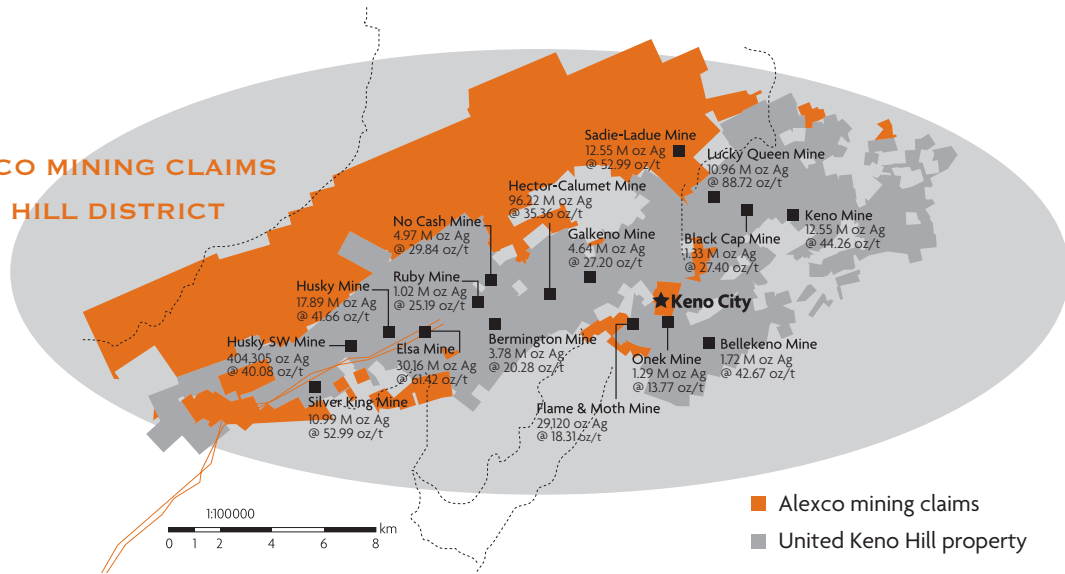 CO MINING CLAIMS
HILL DISTRICT
Sadie-Ladue Mine
12.55 M oz Ag
@ 52.99 oz/t
Lucky Queen Mine
10.96 M oz Ag
@ 88.72 oz/t
Hector-Calumet Mine
96.22 M oz Ag
@ 35.36 oz/t
No Cash Mine
4.97 M oz Ag
@ 29.84 oz/t
Galkeno Mine
4.64 M oz Ag
@ 27.20 oz/t
Black Cap Mine
1.33 M oz Ag
@ 27.40 oz/t
Keno Mine
12.55 M oz Ag
@ 44.26 oz/t
Ruby Mine
1.02 M oz Ag
@ 25.19 oz/t
Husky Mine
17.89 M oz Ag
@ 41.66 oz/t
Keno City
Husky SW Mine
404,305 oz Ag
@ 40.08 oz/t
Elsa Mine
30.16 M oz Ag
@ 61.42 oz/t
Bermington Mine
3.78 M oz Ag
@ 20.28 oz/t
Onek Mine
1.29 M oz Ag
@ 13.77 oz/t
Bellekeno Mine
1.72 M oz Ag
@ 42.67 oz/t
Silver King Mine
10.99 M oz Ag
@ 52.99 oz/t
Flame & Moth Mine
29,120 oz Ag
@ 18.31 oz/t
1:100000
km
0 1 2 4 6 8
Alexco mining claims
United Keno Hill property